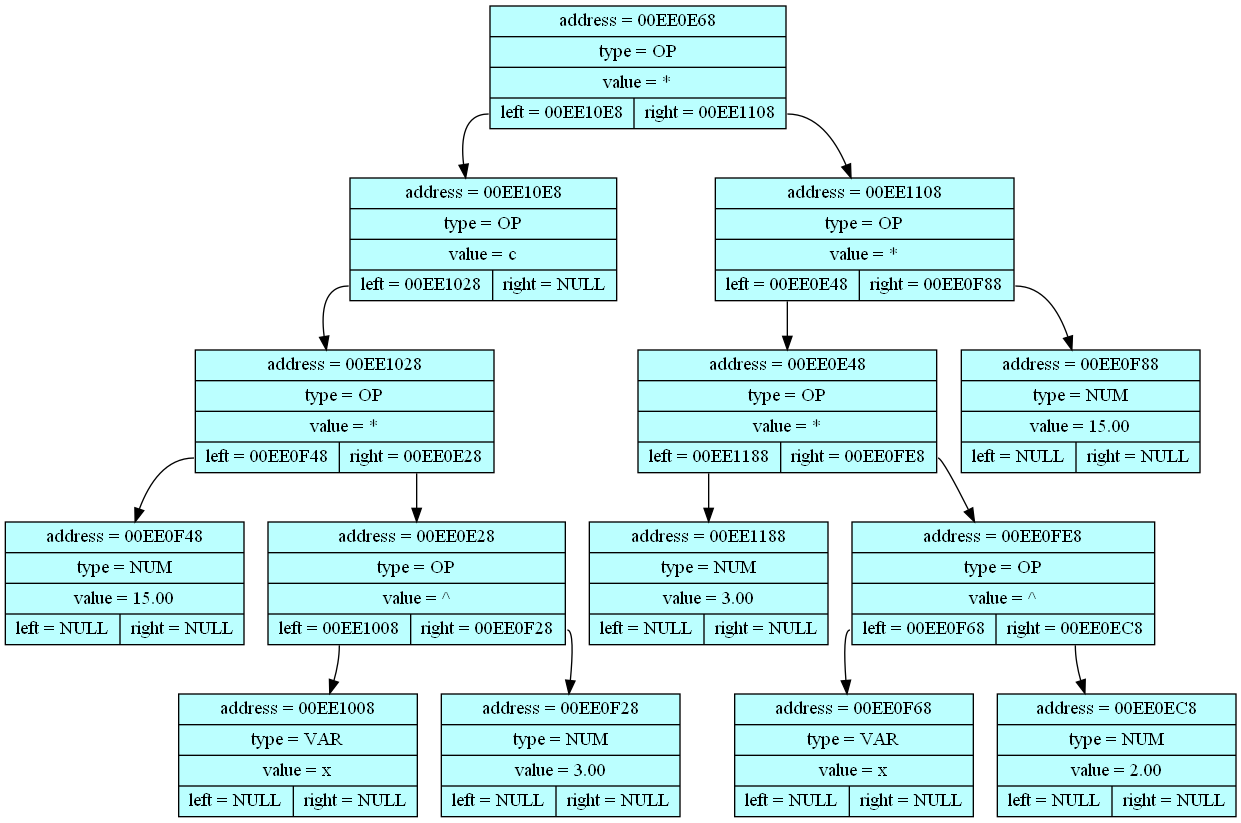 address = 00EE0E68
type = OP
value = *
left = 00EE10E8 right = 00EE1108
address = 00EE10E8
type = OP
value = c
left = 00EE1028 right = NULL
address = 00EE1108
type = OP
value = *
left = 00EE0E48 right = 00EE0F88
address = 00EE1028
type = OP
value = *
left = 00EE0F48 right = 00EE0E28
address = 00EE0E48
type = OP
value = *
left = 00EE1188 right = 00EE0FE8
address = 00EE0F88
type = NUM
value = 15.00
left = NULL right = NULL
address = 00EE0F48
type = NUM
value = 15.00
left = NULL right = NULL
address = 00EE0E28
type = OP
value = ^
left = 00EE1008 right = 00EE0F28
address = 00EE1188
type = NUM
value = 3.00
left = NULL right = NULL
address = 00EE0FE8
type = OP
value = ^
left = 00EE0F68 right = 00EE0EC8
address = 00EE1008
type = VAR
value = x
left = NULL right = NULL
address = 00EE0F28
type = NUM
value = 3.00
left = NULL right = NULL
address = 00EE0F68
type = VAR
value = x
left = NULL right = NULL
address = 00EE0EC8
type = NUM
value = 2.00
left = NULL right = NULL